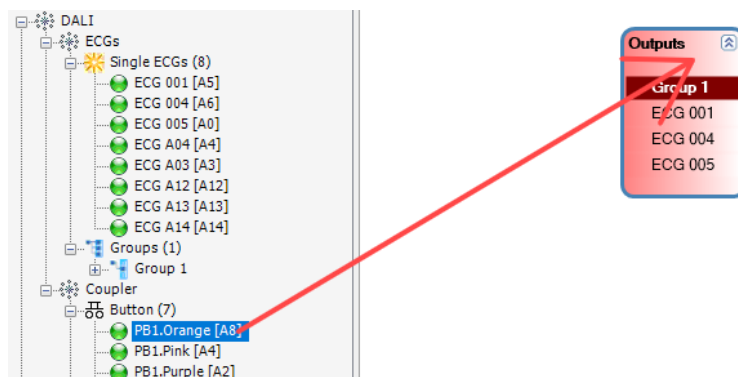 DALI
ECGs
Single ECGs (8)
ECG 001 [A5]
ECG 004 [A6]
ECG 005 [A0]
ECG A04 [A4]
ECG A03 [A3]
ECG A12 [A12]
ECG A13 [A13]
ECG A14 [A14]
Groups (1)
Group 1
Coupler
Button (7)
PB1.Orange [A8]
PB1.Pink [A4]
PB1.Purple [A2]
Outputs
Group 1
ECG 001
ECG 004
ECG 005